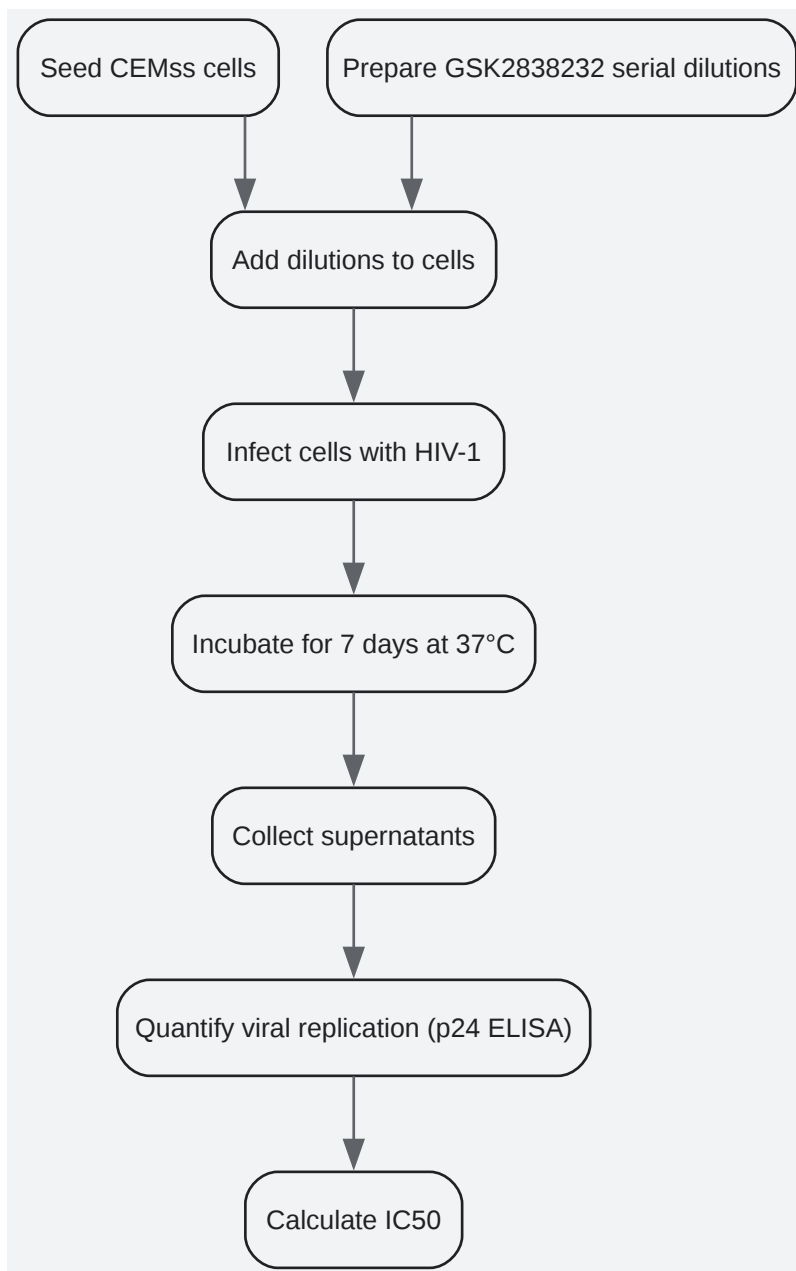 Seed CEMss cells
Prepare GSK2838232 serial dilutions
Add dilutions to cells
Infect cells with HIV-1
Incubate for 7 days at 37°C
Collect supernatants
Quantify viral replication (p24 ELISA)
Calculate IC50